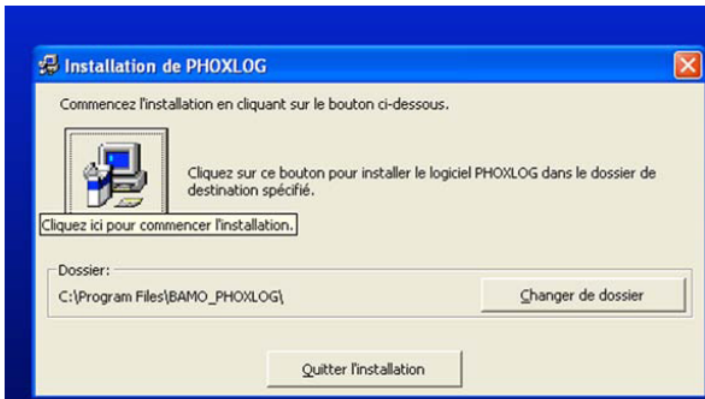 Installation de PHOXLOG
Commencez l'installation en cliquant sur le bouton ci-dessous.
Cliquez sur ce bouton pour installer le logiciel PHOXLOG dans le dossier de
destination spécifié.
Cliquez ici pour commencer l'installation.
Dossier:
C:\Program Files\BAMO_PHOXLOG\
Changer de dossier
Quitter l'installation